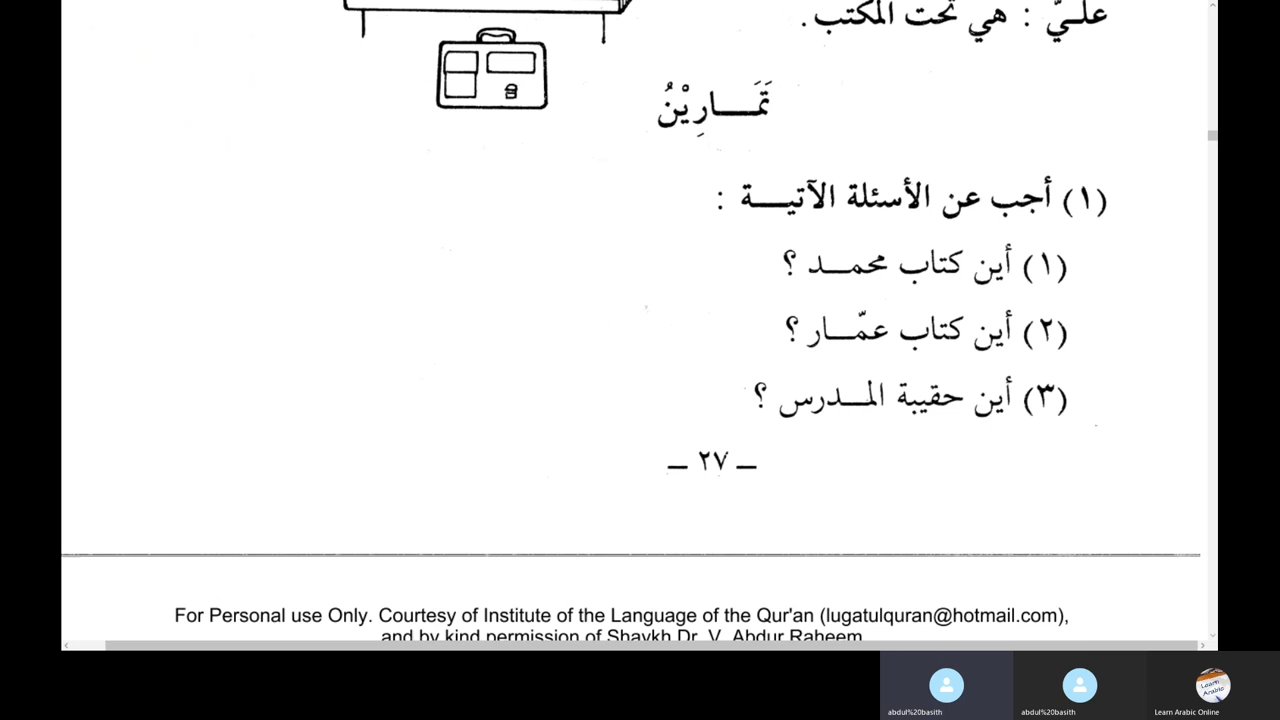 عليّ : هي تحت المكتب .
تَمَارِيْنُ
(١) أجب عن الأسئلة الآتية :
(١) أين كتاب محمد ؟
(٢) أين كتاب عمّار ؟
(٣) أين حقيبة المدرس ؟
– ٢٧ –
For Personal use Only. Courtesy of Institute of the Language of the Qur'an (lugatulquran@hotmail.com),
and by kind permission of Shaykh Dr. V. Abdur Raheem
abdul%20basith
abdul%20basith
Learn Arabic Online
Learn
Arabic